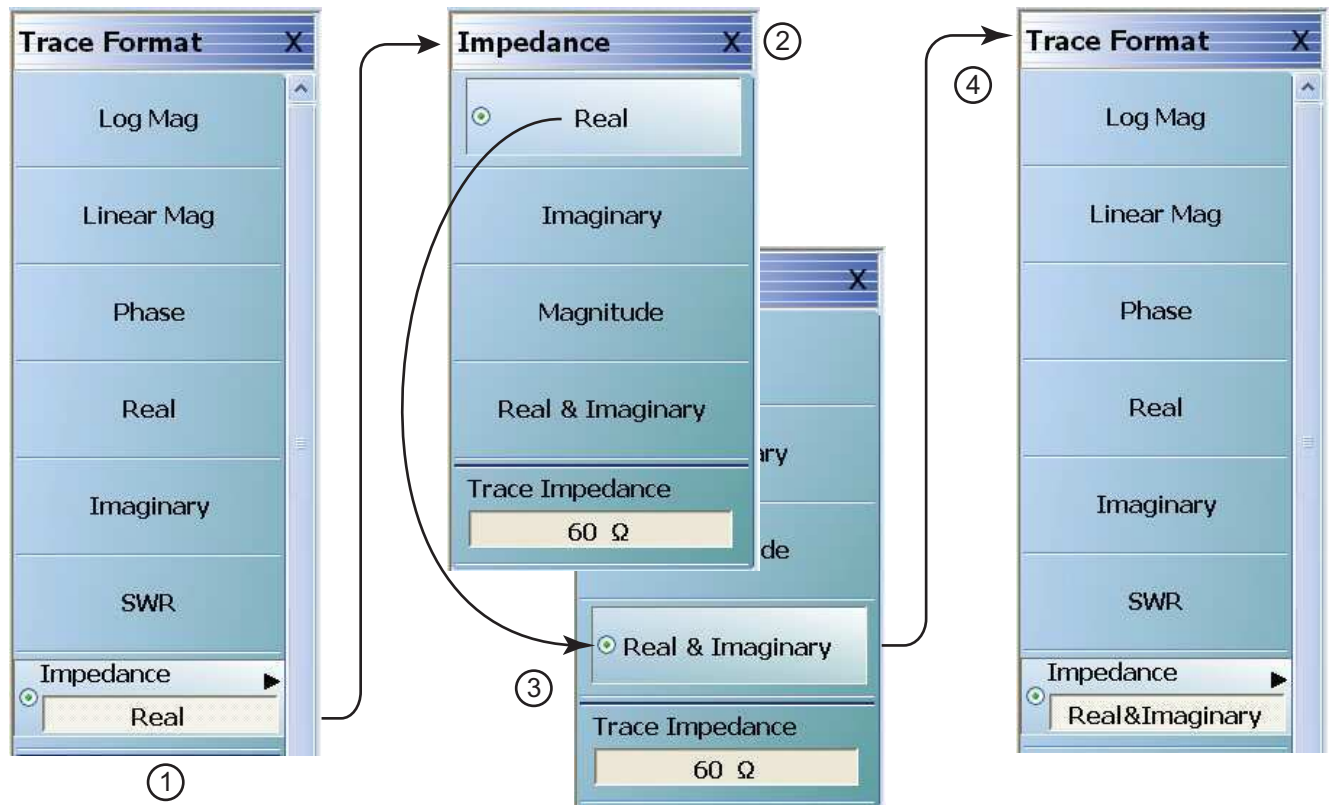 Trace Format X
Log Mag
Linear Mag
Phase
Real
Imaginary
SWR
Impedance
Real
1
Impedance X
2
Real
Imaginary
Magnitude
Real & Imaginary
Trace Impedance
60 Ω
X
ary
de
Real & Imaginary
3
Trace Impedance
60 Ω
Trace Format X
4
Log Mag
Linear Mag
Phase
Real
Imaginary
SWR
Impedance
Real&Imaginary